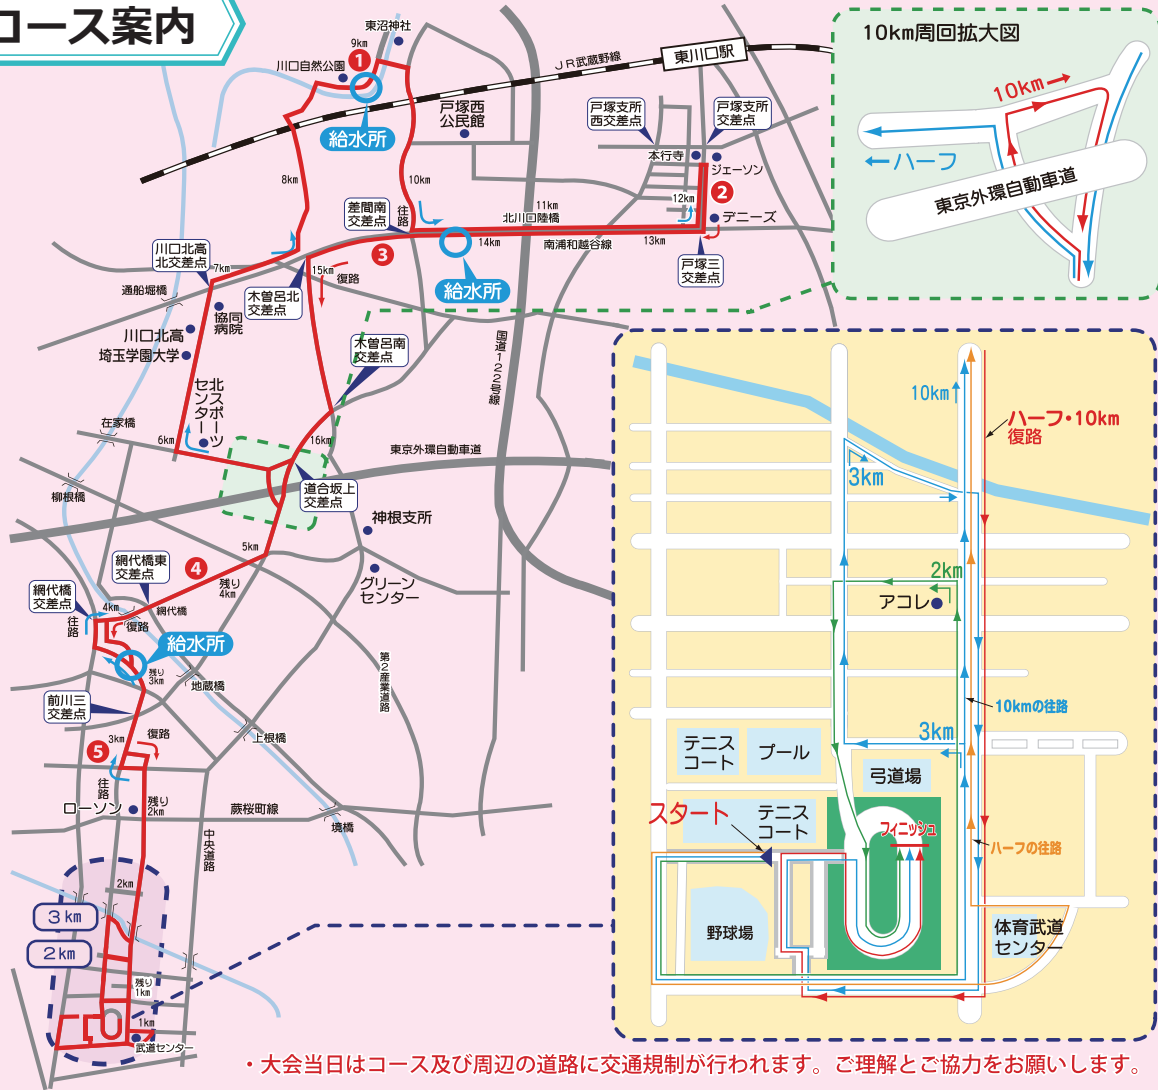 コース案内
東沼神社
9km
1
川口自然公園
給水所
JR武蔵野線
東川口駅
戸塚西
公民館
戸塚支所
西交差点
戸塚支所
交差点
本行寺
ジェーソン
2
12km
デニーズ
8km
10km
差間南
交差点
往路
11km
北川口陸橋
14km
南浦和越谷線
13km
戸塚三
交差点
3
給水所
川口北高
北交差点
7km
15km
復路
木曽呂北
交差点
通船堀橋
協同
病院
川口北高
埼玉学園大学
木曽呂南
交差点
国道122号線
北スポーツ
センター
在家橋
6km
16km
東京外環自動車道
柳根橋
道合坂上
交差点
神根支所
5km
グリーン
センター
網代橋東
交差点
4
残り
4km
網代橋
交差点
4km
網代橋
往路
復路
給水所
残り
3km
地蔵橋
第2産業道路
前川三
交差点
上根橋
3km
復路
5
往路
ローソン
残り
2km
蕨桜町線
境橋
中央道路
2km
3km
2km
残り
1km
1km
武道センター
10km周回拡大図
10km
ハーフ
東京外環自動車道
10km
ハーフ・10km
復路
3km
2km
アコレ
10kmの往路
3km
テニス
コート
プール
弓道場
スタート
テニス
コート
フィニッシュ
ハーフの往路
野球場
体育武道
センター
・大会当日はコース及び周辺の道路に交通規制が行われます。ご理解とご協力をお願いします。